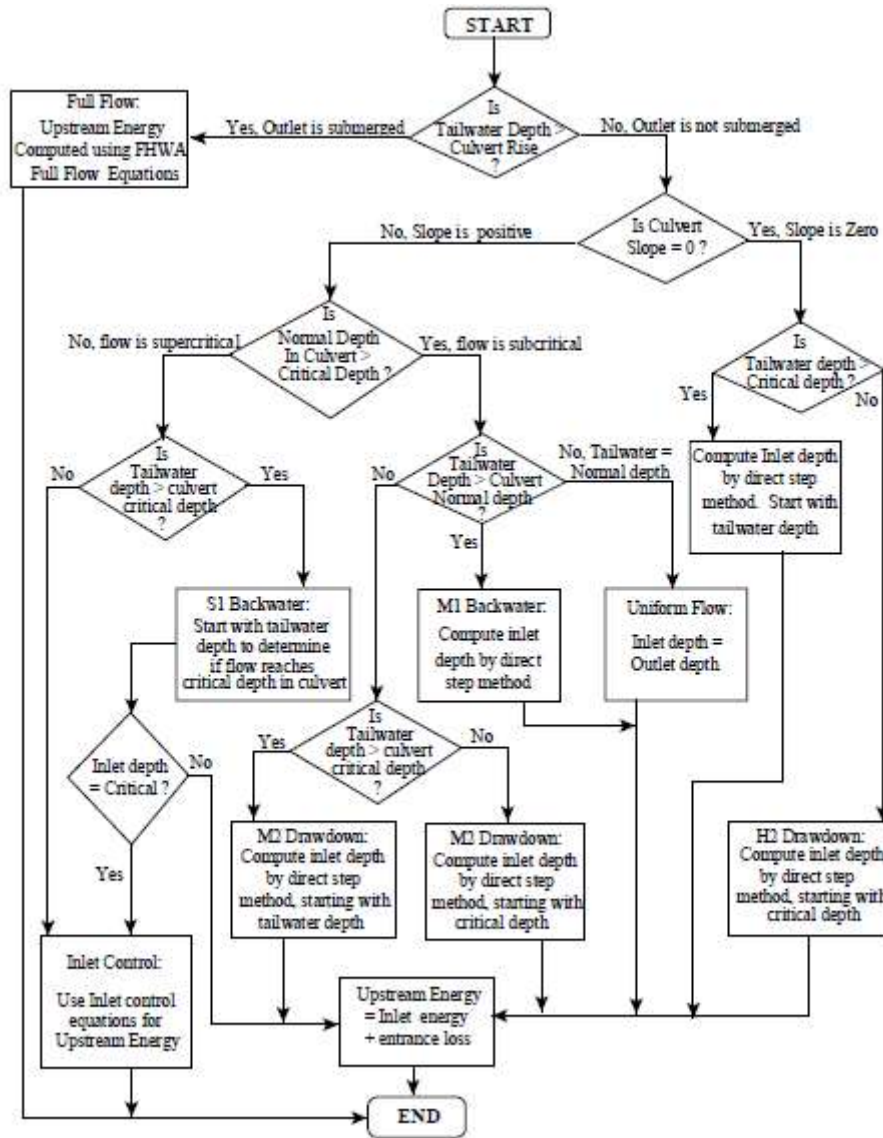 START
Full Flow:
Upstream Energy
Computed using FHWA
Full Flow Equations
Yes, Outlet is submerged
Is
Tailwater Depth >
Culvert Rise
?
No, Outlet is not submerged
No, Slope is positive
Is Culvert
Slope = 0 ?
Yes, Slope is Zero
No, flow is supercritical
Is
Normal Depth
In Culvert >
Critical Depth ?
Yes, flow is subcritical
Is
Tailwater depth >
Critical depth ?
Yes
No
No
Is
Tailwater
depth > culvert
critical depth
?
Yes
No
Is
Tailwater
Depth > Culvert
Normal depth
?
No, Tailwater =
Normal depth
Yes
Compute Inlet depth
by direct step
method. Start with
tailwater depth
S1 Backwater:
Start with tailwater
depth to determine
if flow reaches
critical depth in culvert
M1 Backwater:
Compute inlet
depth by direct
step method
Uniform Flow:
Inlet depth =
Outlet depth
Inlet depth
= Critical ?
No
Yes
Yes
Is
Tailwater
depth > culvert
critical depth
?
No
M2 Drawdown:
Compute inlet depth
by direct step
method, starting with
tailwater depth
M2 Drawdown:
Compute inlet depth
by direct step
method, starting with
critical depth
H2 Drawdown:
Compute inlet depth
by direct step
method, starting with
critical depth
Inlet Control:
Use Inlet control
equations for
Upstream Energy
Upstream Energy
= Inlet energy
+ entrance loss
END